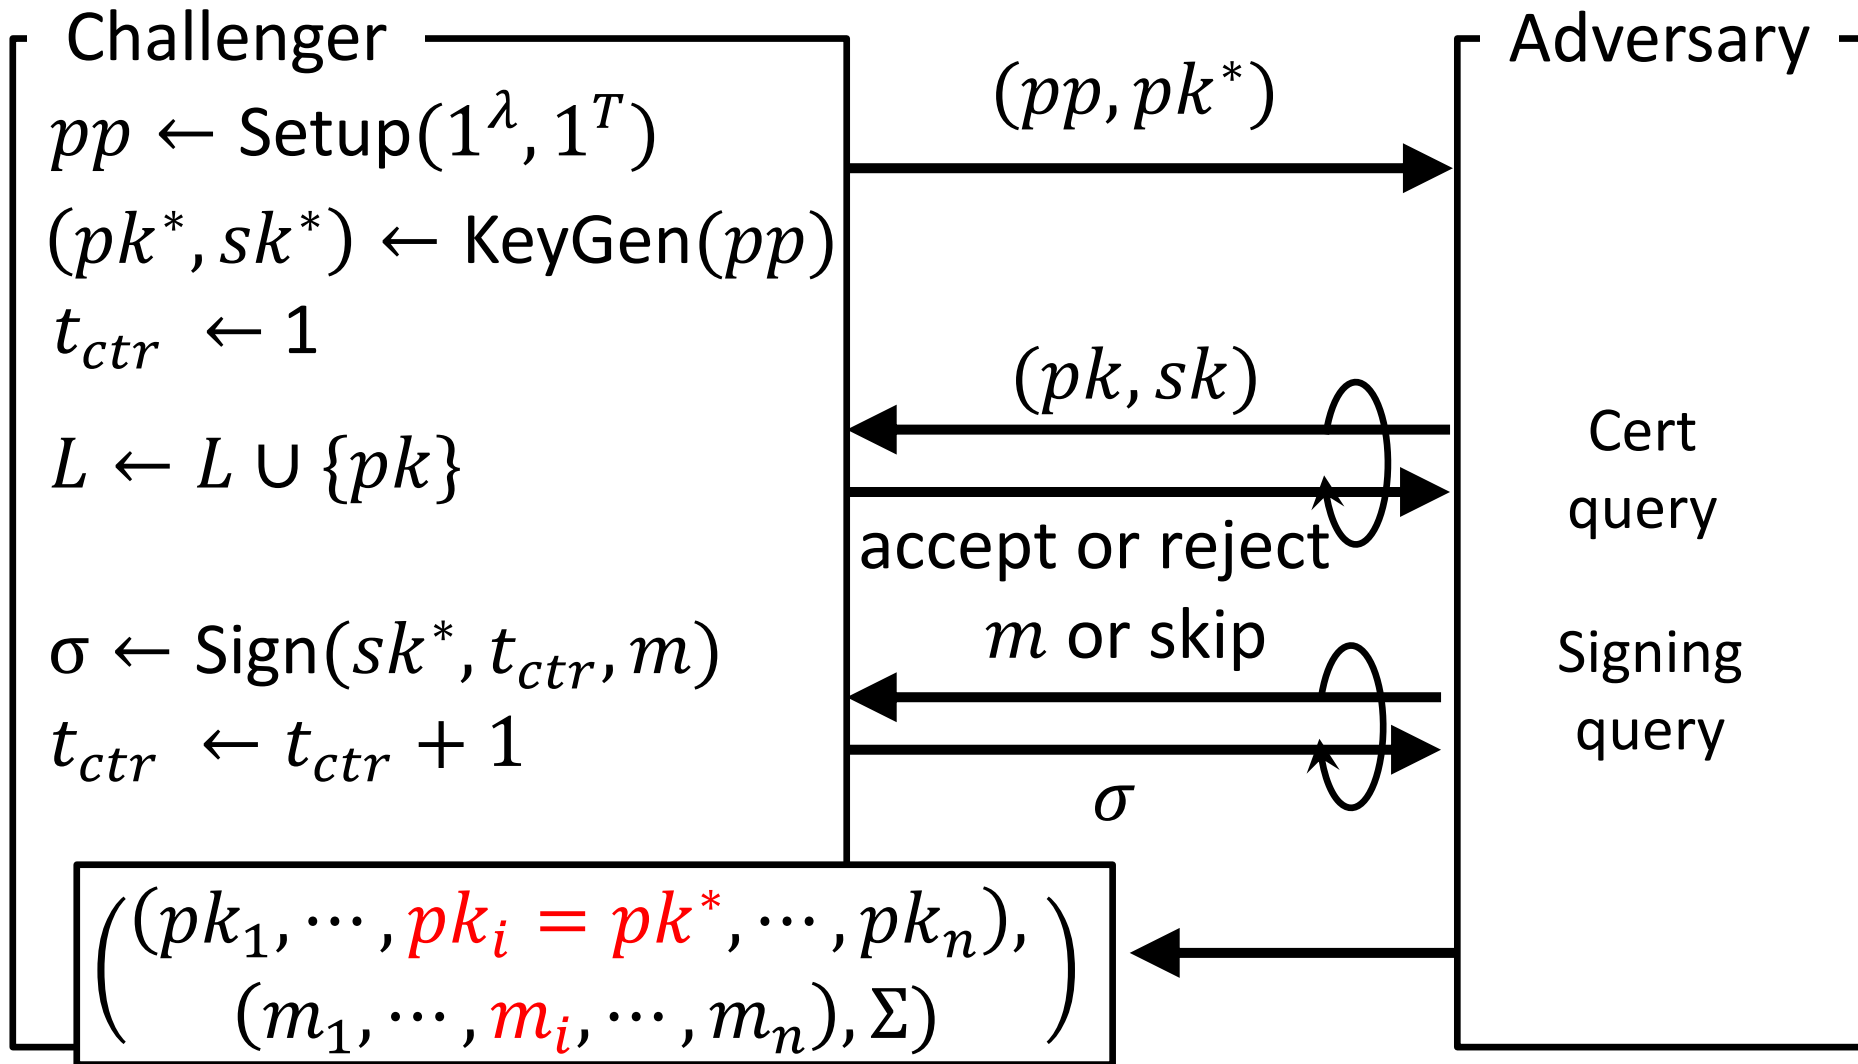 Challenger
pp ← Setup(1^λ, 1^T)
(pk*, sk*) ← KeyGen(pp)
t_ctr ← 1
L ← L ∪ {pk}
σ ← Sign(sk*, t_ctr, m)
t_ctr ← t_ctr + 1
(pp, pk*)
(pk, sk)
accept or reject
m or skip
σ
Adversary
Cert
query
Signing
query
((pk_1, ⋯, pk_i = pk*, ⋯, pk_n),
(m_1, ⋯, m_i, ⋯, m_n), Σ))